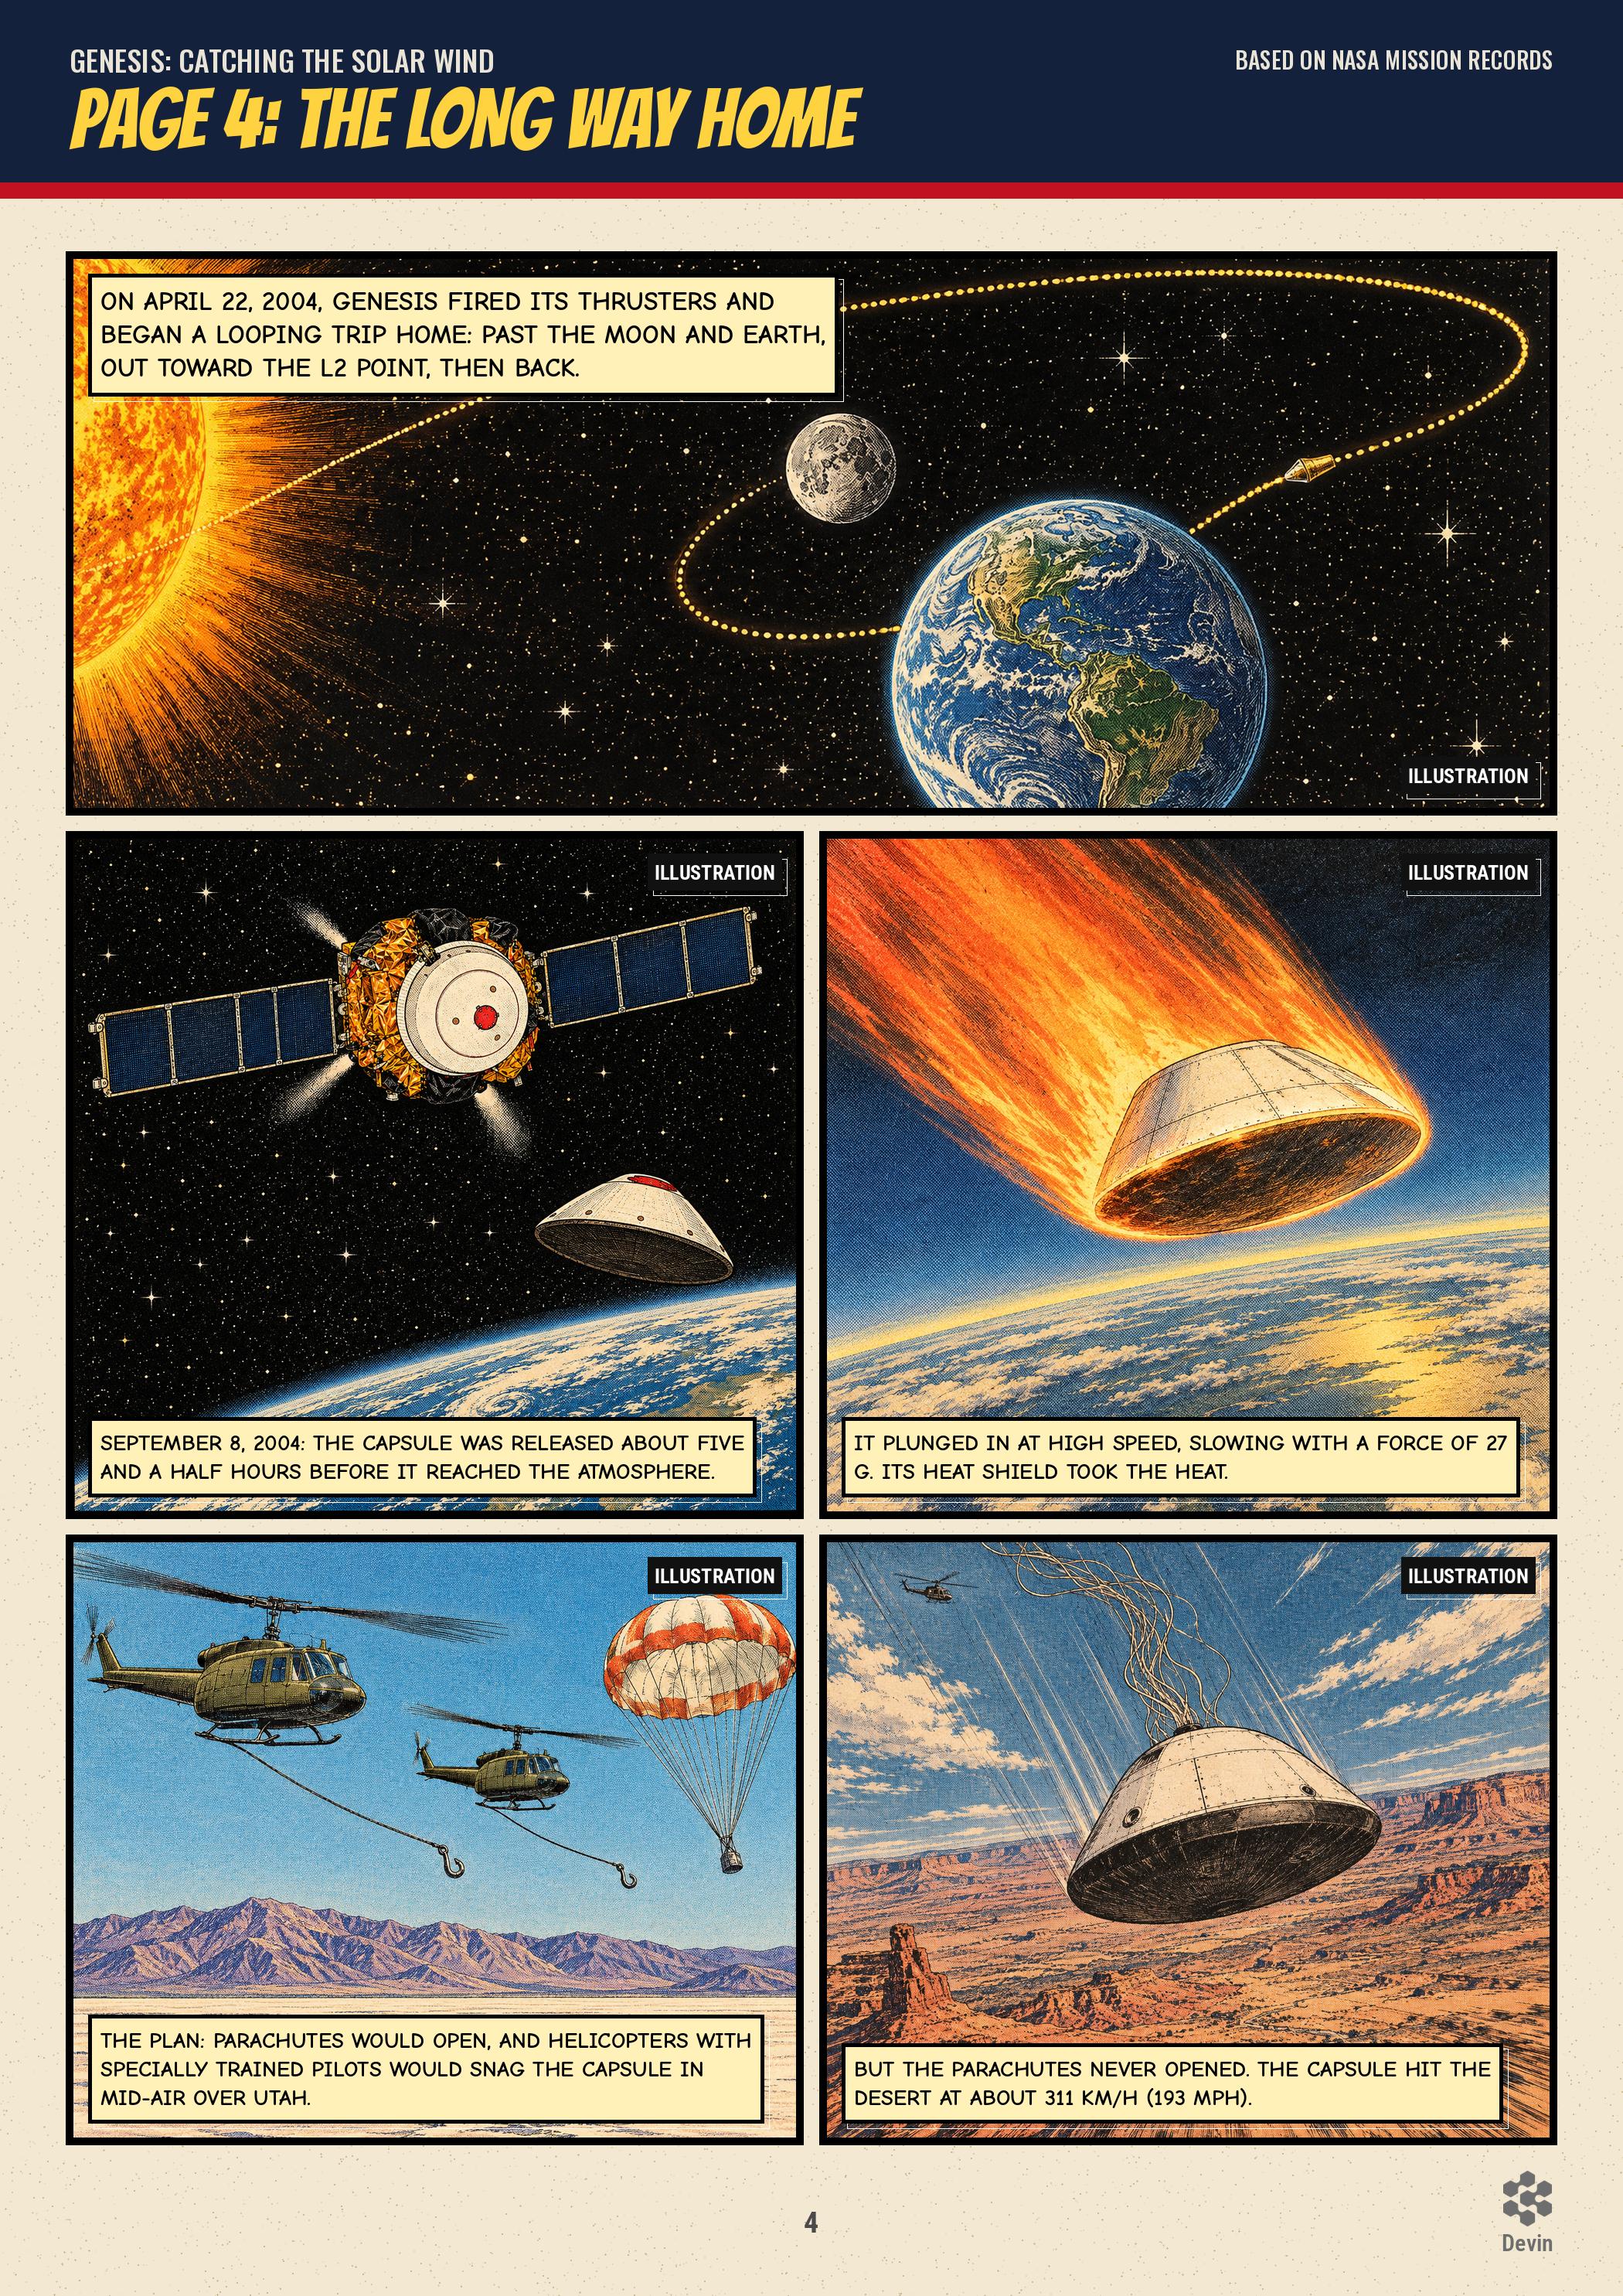 GENESIS: CATCHING THE SOLAR WIND
BASED ON NASA MISSION RECORDS
PAGE 4: THE LONG WAY HOME
ON APRIL 22, 2004, GENESIS FIRED ITS THRUSTERS AND
BEGAN A LOOPING TRIP HOME: PAST THE MOON AND EARTH,
OUT TOWARD THE L2 POINT, THEN BACK.
ILLUSTRATION
ILLUSTRATION
SEPTEMBER 8, 2004: THE CAPSULE WAS RELEASED ABOUT FIVE
AND A HALF HOURS BEFORE IT REACHED THE ATMOSPHERE.
ILLUSTRATION
IT PLUNGED IN AT HIGH SPEED, SLOWING WITH A FORCE OF 27
G. ITS HEAT SHIELD TOOK THE HEAT.
ILLUSTRATION
THE PLAN: PARACHUTES WOULD OPEN, AND HELICOPTERS WITH
SPECIALLY TRAINED PILOTS WOULD SNAG THE CAPSULE IN
MID-AIR OVER UTAH.
ILLUSTRATION
BUT THE PARACHUTES NEVER OPENED. THE CAPSULE HIT THE
DESERT AT ABOUT 311 KM/H (193 MPH).
4
Devin